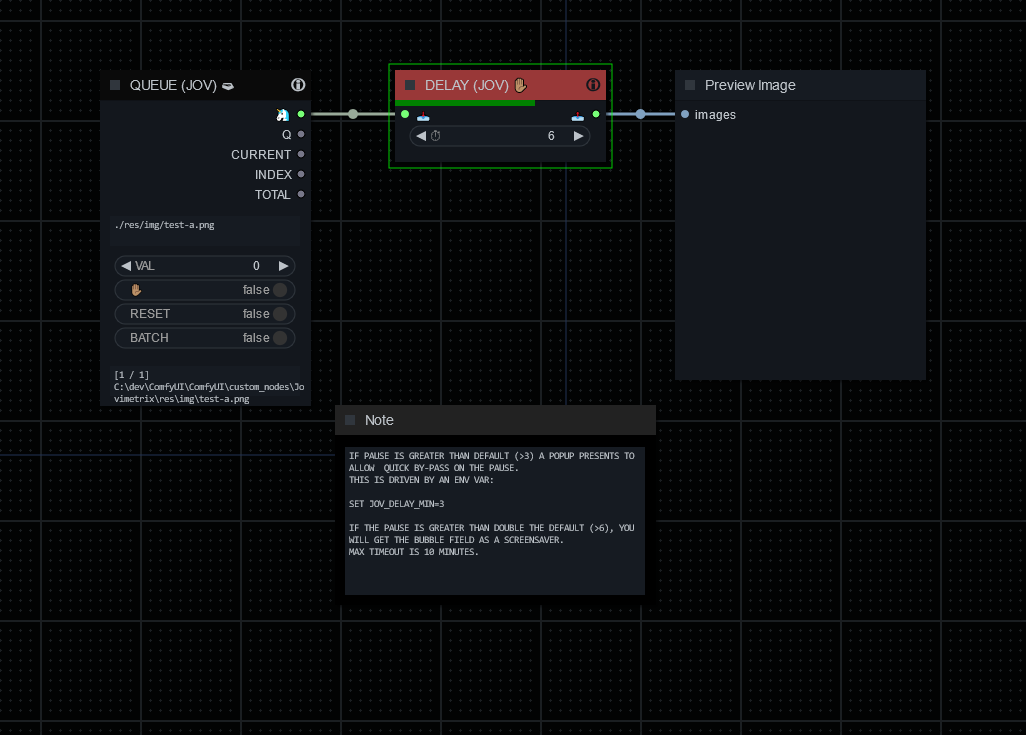 QUEUE (JOV)
Q
CURRENT
INDEX
TOTAL
./res/img/test-a.png
VAL 0
false
RESET false
BATCH false
[1 / 1]
C:\dev\ComfyUI\ComfyUI\custom_nodes\Jo
vimetrix\res\img\test-a.png
DELAY (JOV)
6
Preview Image
images
Note
IF PAUSE IS GREATER THAN DEFAULT (>3) A POPUP PRESENTS TO
ALLOW  QUICK BY-PASS ON THE PAUSE.
THIS IS DRIVEN BY AN ENV VAR:
SET JOV_DELAY_MIN=3
IF THE PAUSE IS GREATER THAN DOUBLE THE DEFAULT (>6), YOU
WILL GET THE BUBBLE FIELD AS A SCREENSAVER.
MAX TIMEOUT IS 10 MINUTES.